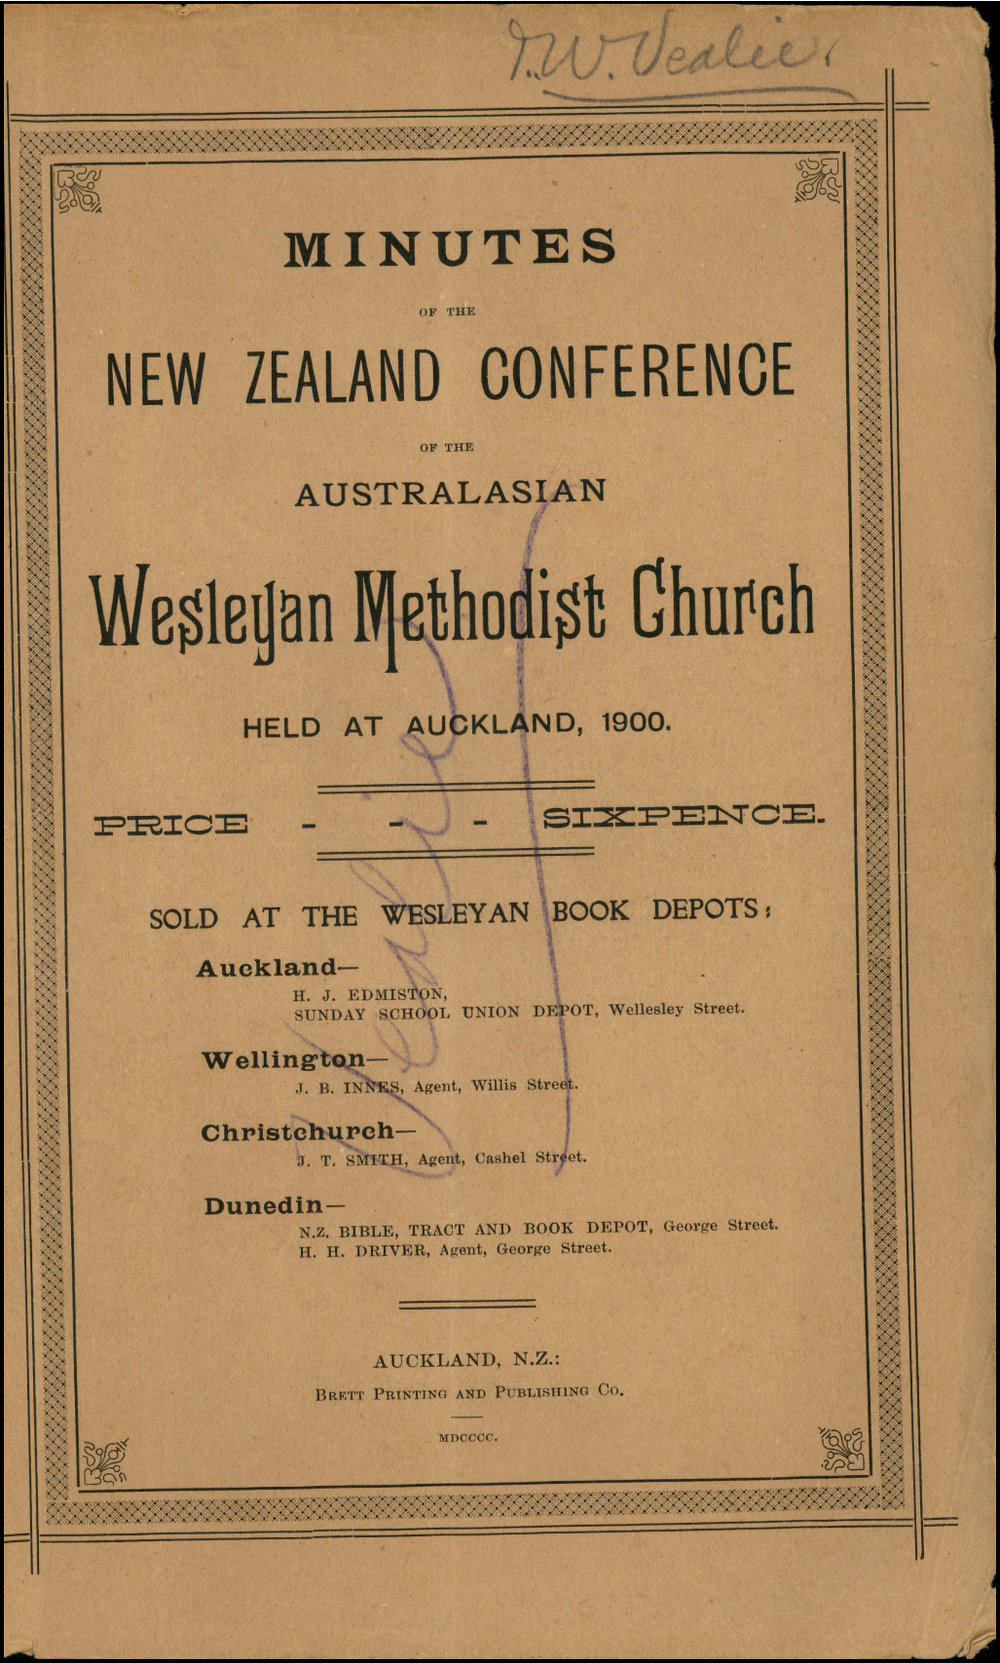 T.W. Vealie.
MINUTES
OF THE
NEW ZEALAND CONFERENCE
OF THE
AUSTRALASIAN
Wesleyan Methodist Church
HELD AT AUCKLAND, 1900.
PRICE - - - SIXPENCE.
SOLD AT THE WESLEYAN BOOK DEPOTS:
Auckland—
H. J. EDMISTON,
SUNDAY SCHOOL UNION DEPOT, Wellesley Street.
Wellington—
J. B. INNES, Agent, Willis Street.
Christchurch—
J. T. SMITH, Agent, Cashel Street.
Dunedin—
N.Z. BIBLE, TRACT AND BOOK DEPOT, George Street.
H. H. DRIVER, Agent, George Street.
AUCKLAND, N.Z.:
BRETT PRINTING AND PUBLISHING CO.
MDCCCC.
Vealie